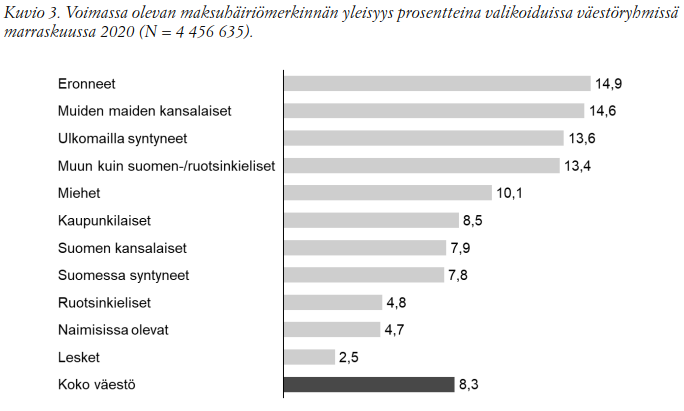 Kuvio 3. Voimassa olevan maksuhäiriömerkinnän yleisyys prosentteina valikoiduissa väestöryhmissä
marraskuussa 2020 (N = 4 456 635).
Eronneet 14,9
Muiden maiden kansalaiset 14,6
Ulkomailla syntyneet 13,6
Muun kuin suomen-/ruotsinkieliset 13,4
Miehet 10,1
Kaupunkilaiset 8,5
Suomen kansalaiset 7,9
Suomessa syntyneet 7,8
Ruotsinkieliset 4,8
Naimisissa olevat 4,7
Lesket 2,5
Koko väestö 8,3